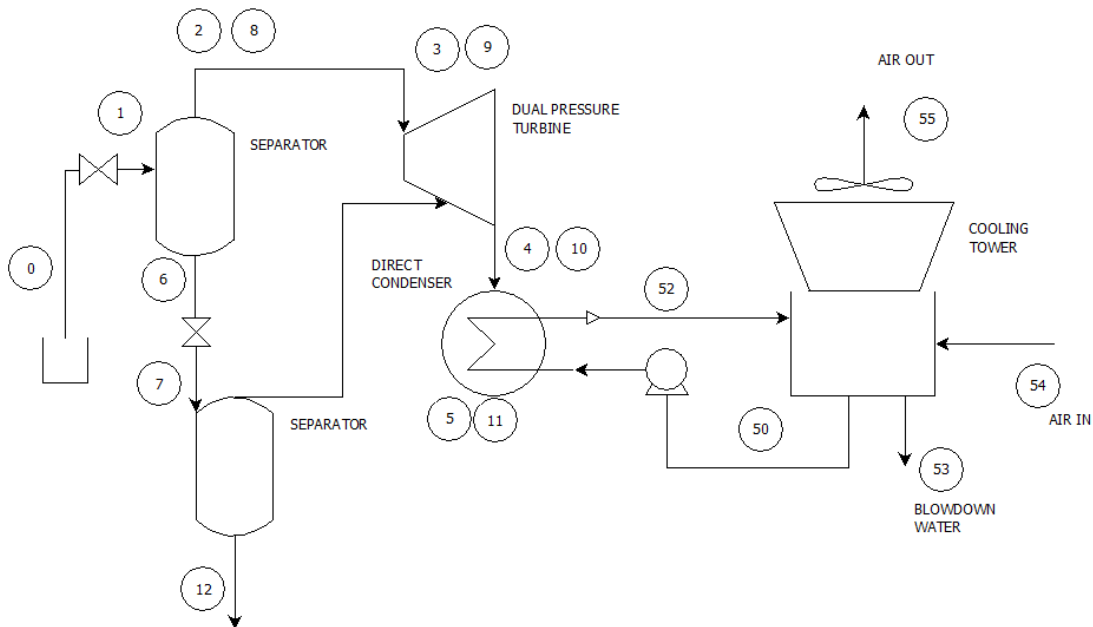 2
8
3
9
AIR OUT
1
DUAL PRESSURE
TURBINE
55
SEPARATOR
COOLING
TOWER
0
6
DIRECT
CONDENSER
4
10
52
7
54
SEPARATOR
5
11
50
AIR IN
53
BLOWDOWN
WATER
12